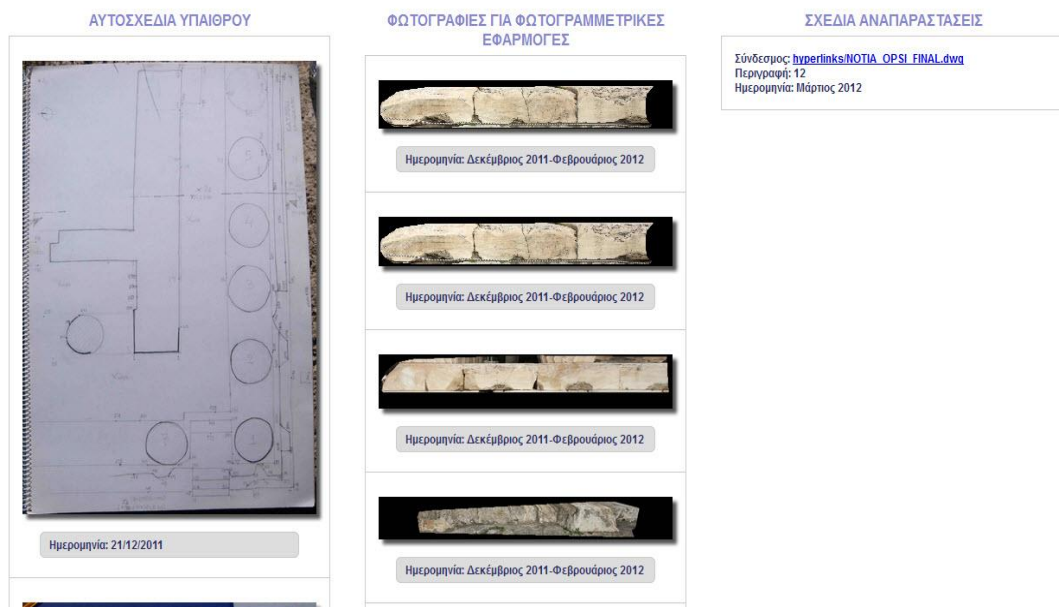 ΑΥΤΟΣΧΕΔΙΑ ΥΠΑΙΘΡΟΥ
Ημερομηνία: 21/12/2011
ΦΩΤΟΓΡΑΦΙΕΣ ΓΙΑ ΦΩΤΟΓΡΑΜΜΕΤΡΙΚΕΣ
ΕΦΑΡΜΟΓΕΣ
Ημερομηνία: Δεκέμβριος 2011-Φεβρουάριος 2012
Ημερομηνία: Δεκέμβριος 2011-Φεβρουάριος 2012
Ημερομηνία: Δεκέμβριος 2011-Φεβρουάριος 2012
Ημερομηνία: Δεκέμβριος 2011-Φεβρουάριος 2012
ΣΧΕΔΙΑ ΑΝΑΠΑΡΑΣΤΑΣΕΙΣ
Σύνδεσμος: hyperlinks/NOTIA_OPSI_FINAL.dwg
Περιγραφή: 12
Ημερομηνία: Μάρτιος 2012